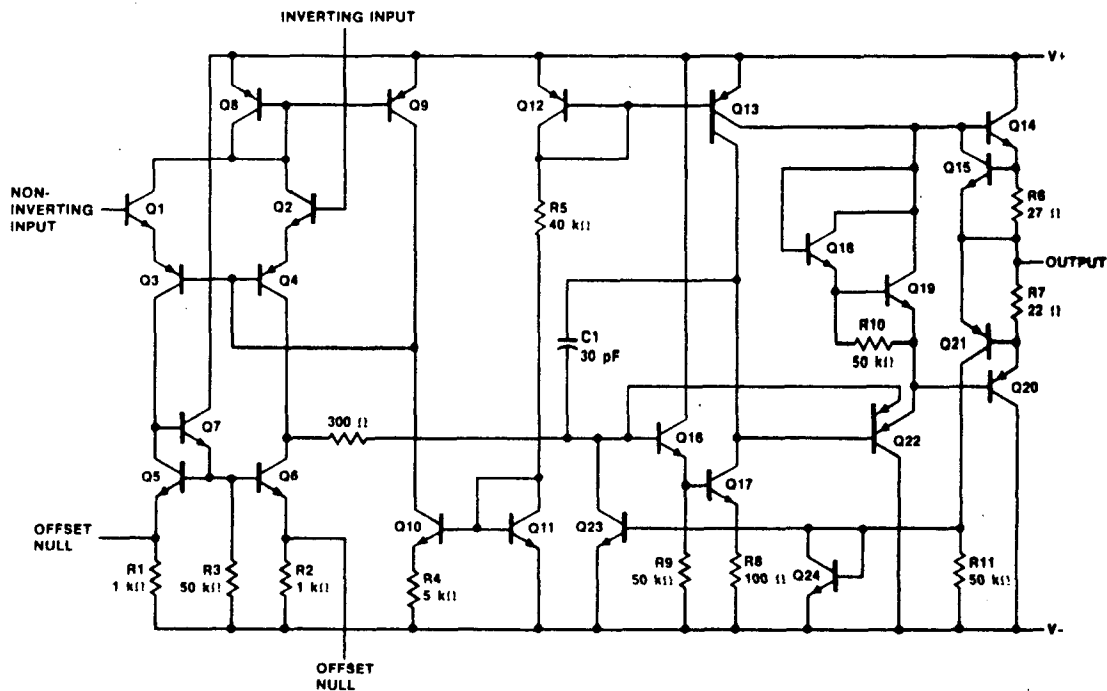 INVERTING INPUT
V+
Q8
Q9
Q12
Q13
Q14
Q15
NON-
INVERTING
INPUT
Q1
Q2
R5
40 kΩ
R6
27 Ω
Q18
OUTPUT
Q3
Q4
Q19
R7
22 Ω
C1
30 pF
R10
50 kΩ
Q21
Q20
Q7
300 Ω
Q16
Q22
Q5
Q6
Q17
Q10
Q11
Q23
OFFSET
NULL
R1
1 kΩ
R3
50 kΩ
R2
1 kΩ
R4
5 kΩ
R9
50 kΩ
R8
100 Ω
Q24
R11
50 kΩ
V-
OFFSET
NULL